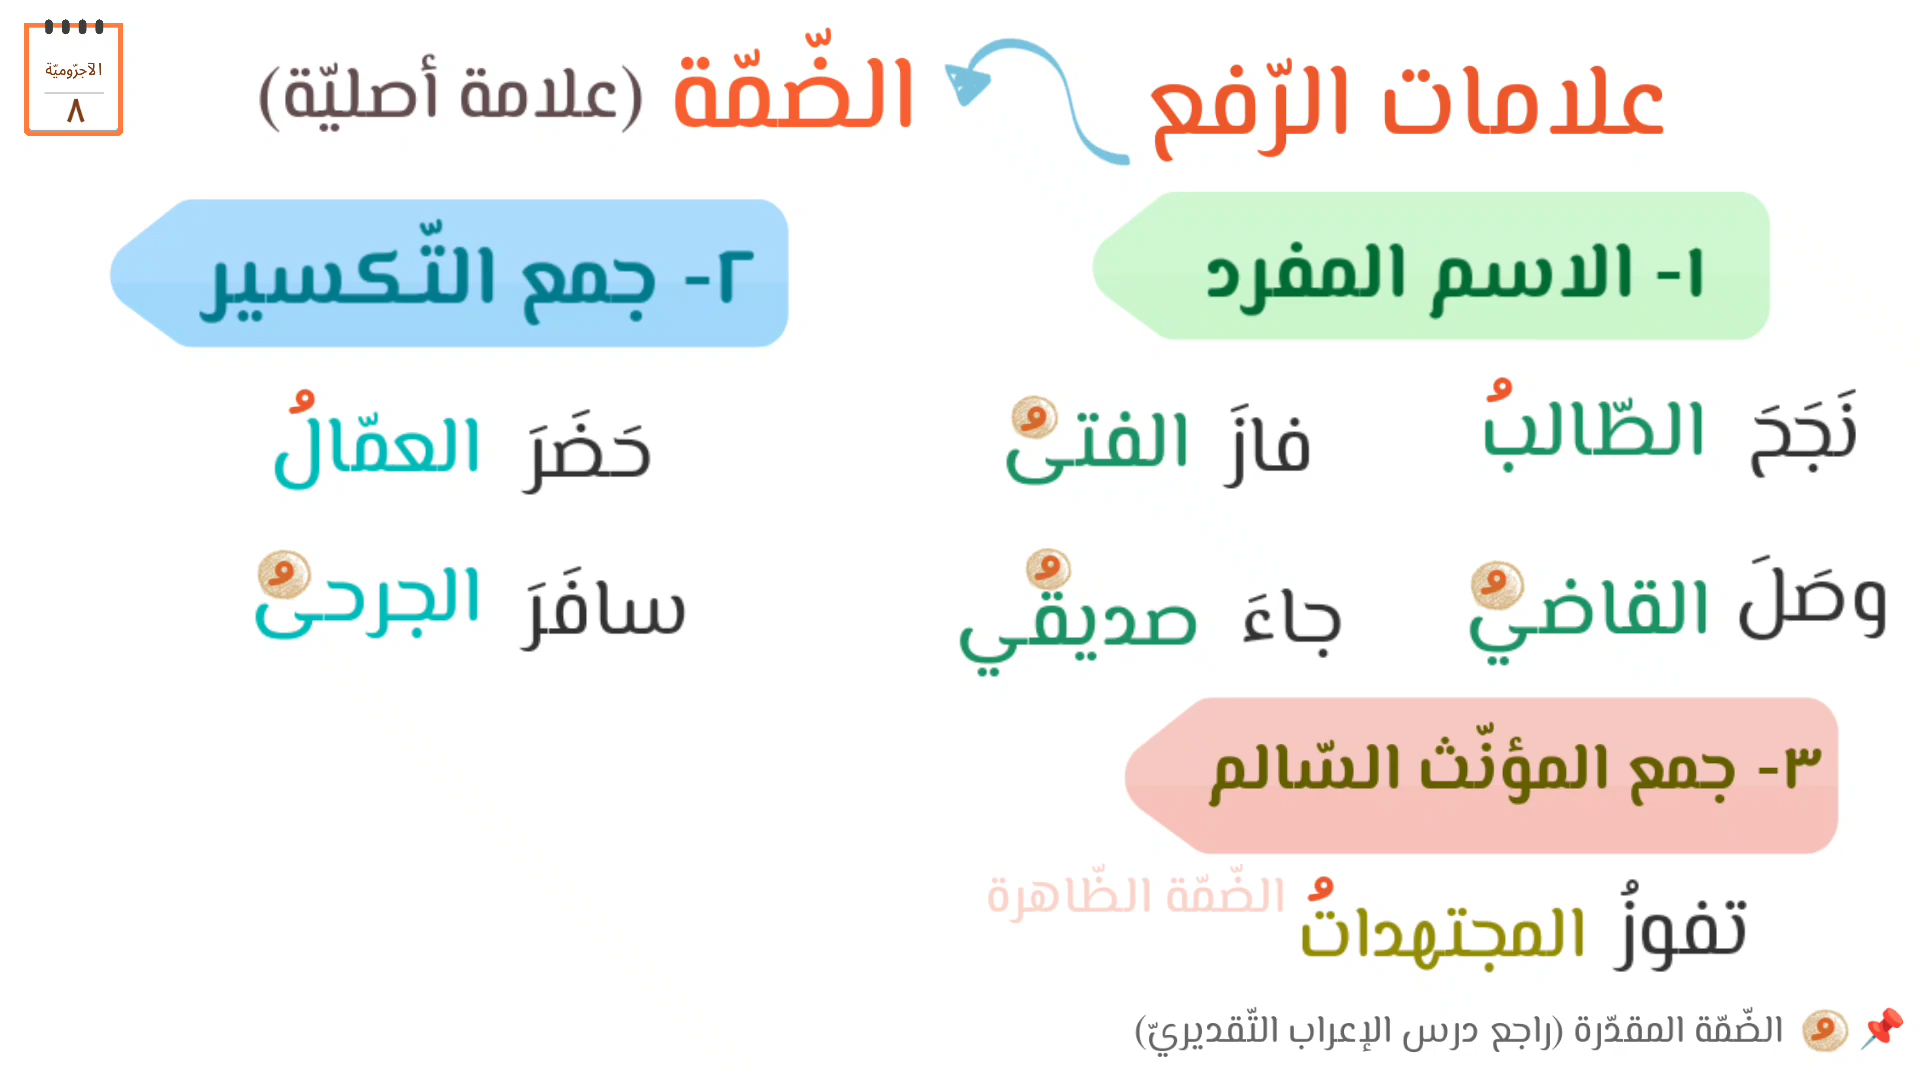 الآجرّوميّة
٨
علامات الرّفع
الضّمّة (علامة أصليّة)
١- الاسم المفرد
نَجَحَ الطّالبُ
فازَ الفتىُ
وصَلَ القاضيُ
جاءَ صديقُي
٢- جمع التّكسير
حَضَرَ العمّالُ
سافَرَ الجرحىُ
٣- جمع المؤنّث السّالم
تفوزُ المجتهداتُ
الضّمّة الظّاهرة
ُ الضّمّة المقدّرة (راجع درس الإعراب التّقديريّ)